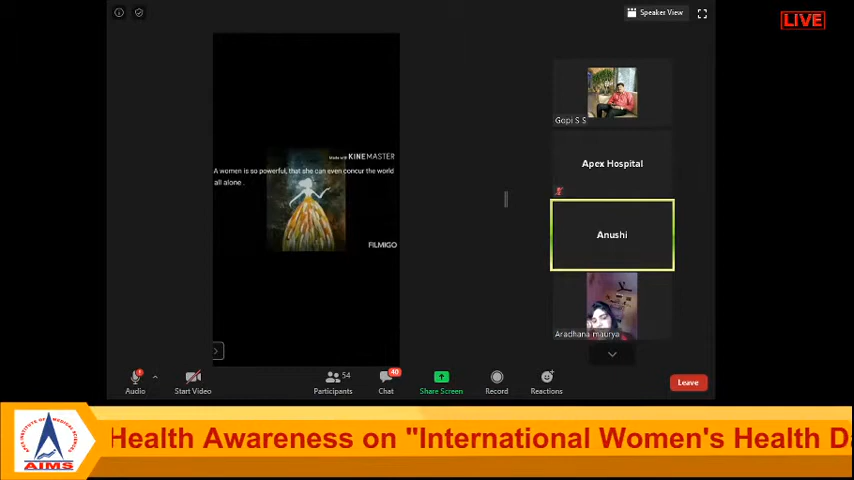 Speaker View
LIVE
Made with KINEMASTER
A women is so powerful, that she can even concur the world
all alone .
FILMIGO
Gopi S S
Apex Hospital
Anushi
Aradhana maurya
Audio
Start Video
Participants
54
Chat
40
Share Screen
Record
Reactions
Leave
Health Awareness on "International Women's Health Da
AIMS